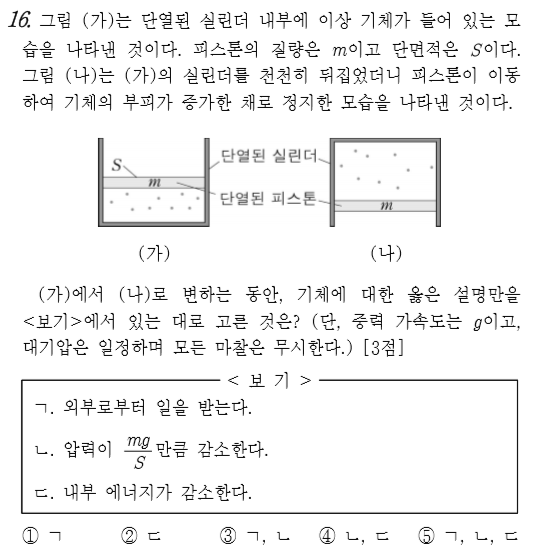 16. 그림 (가)는 단열된 실린더 내부에 이상 기체가 들어 있는 모
습을 나타낸 것이다. 피스톤의 질량은 m이고 단면적은 S이다.
그림 (나)는 (가)의 실린더를 천천히 뒤집었더니 피스톤이 이동
하여 기체의 부피가 증가한 채로 정지한 모습을 나타낸 것이다.
S
단열된 실린더
m
단열된 피스톤
m
(가)
(나)
(가)에서 (나)로 변하는 동안, 기체에 대한 옳은 설명만을
<보기>에서 있는 대로 고른 것은? (단, 중력 가속도는 g이고,
대기압은 일정하며 모든 마찰은 무시한다.) [3점]
< 보 기 >
ㄱ. 외부로부터 일을 받는다.
ㄴ. 압력이 mg/S 만큼 감소한다.
ㄷ. 내부 에너지가 감소한다.
① ㄱ ② ㄷ ③ ㄱ, ㄴ ④ ㄴ, ㄷ ⑤ ㄱ, ㄴ, ㄷ